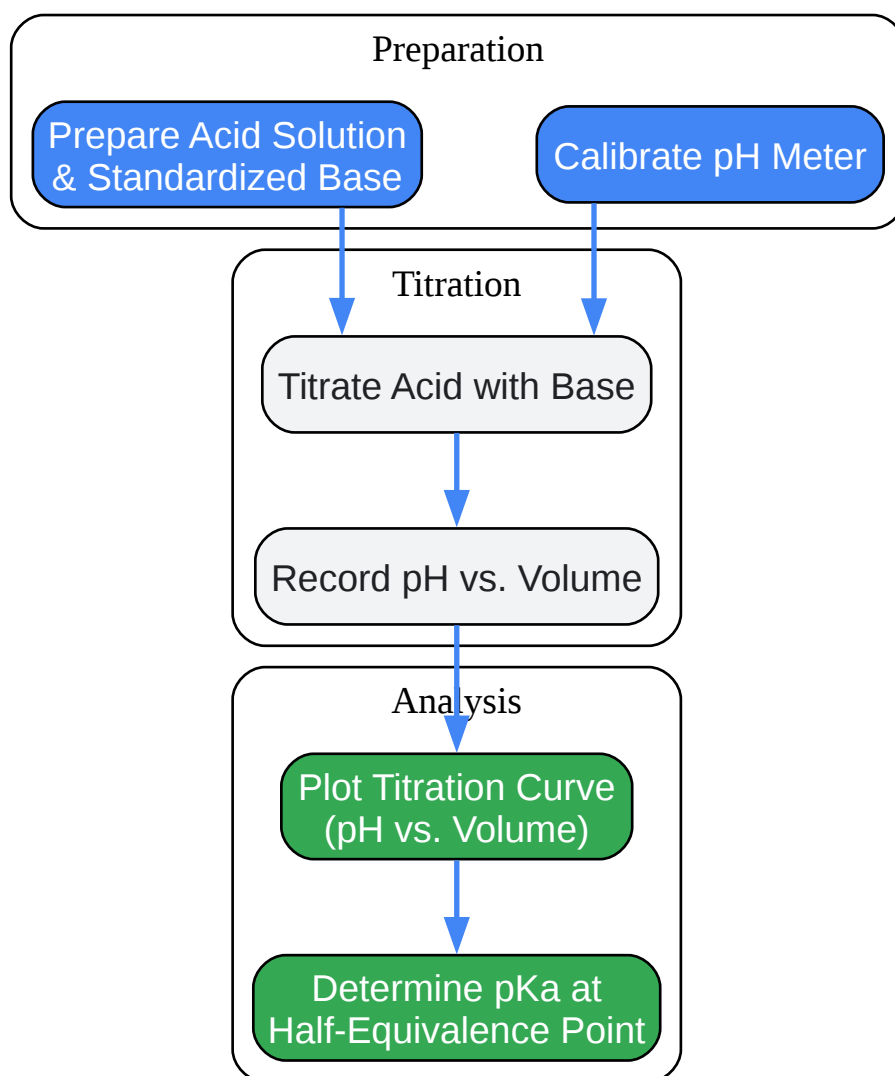 Preparation
Prepare Acid Solution
& Standardized Base
Calibrate pH Meter
Titration
Titrate Acid with Base
Record pH vs. Volume
Analysis
Plot Titration Curve
(pH vs. Volume)
Determine pKa at
Half-Equivalence Point